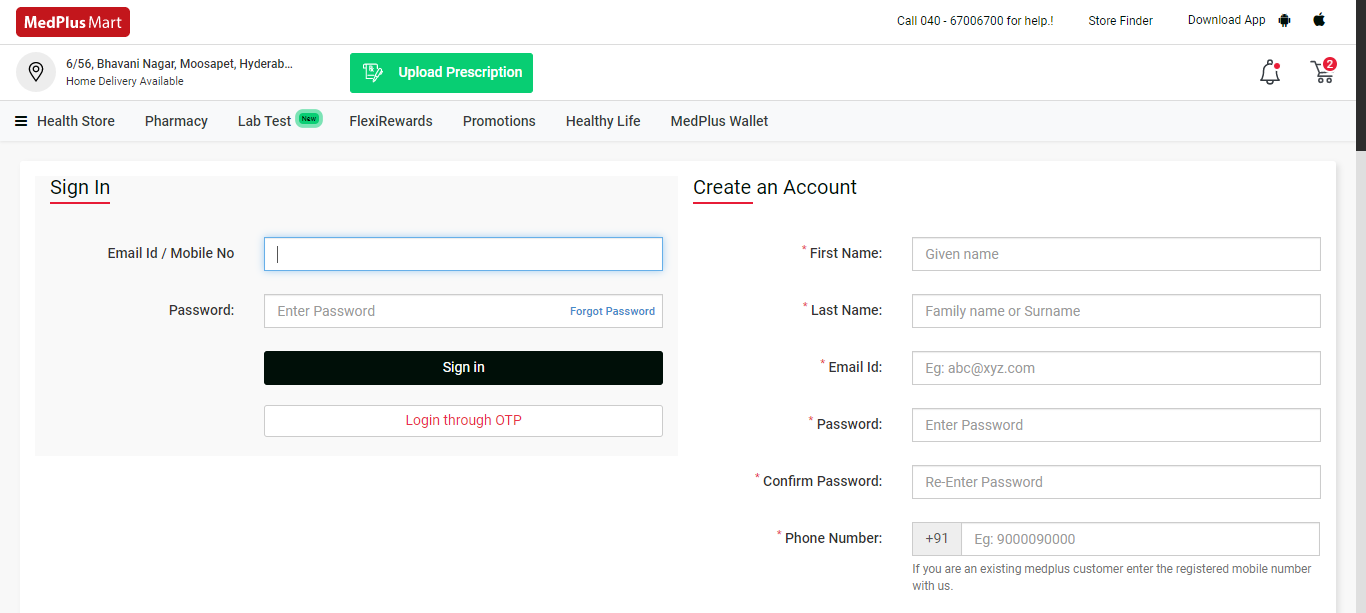 MedPlus Mart
Call 040 - 67006700 for help.!
Store Finder
Download App
6/56, Bhavani Nagar, Moosapet, Hyderab...
Home Delivery Available
Upload Prescription
2
Health Store
Pharmacy
Lab Test New
FlexiRewards
Promotions
Healthy Life
MedPlus Wallet
Sign In
Email Id / Mobile No
Password:
Enter Password
Forgot Password
Sign in
Login through OTP
Create an Account
* First Name:
Given name
* Last Name:
Family name or Surname
* Email Id:
Eg: abc@xyz.com
* Password:
Enter Password
* Confirm Password:
Re-Enter Password
* Phone Number:
+91
Eg: 9000090000
If you are an existing medplus customer enter the registered mobile number
with us.